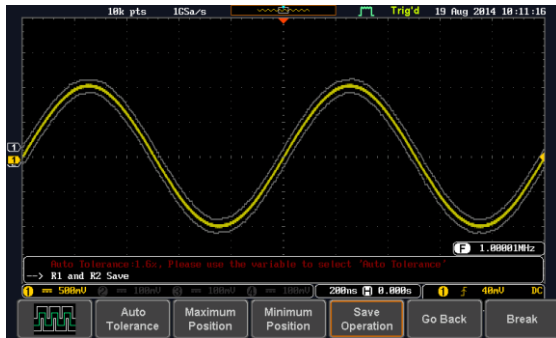 10k pts 1GSa/s Trig'd 19 Aug 2014 10:11:16
1
1
F 1.00001MHz
Auto Tolerance:1.6%, Please use the variable to select 'Auto Tolerance'
--> R1 and R2 Save
1 500mV 2 100mV 3 100mV 4 100mV 200ns H 0.000s 1 40mV DC
Auto Tolerance Maximum Position Minimum Position Save Operation Go Back Break